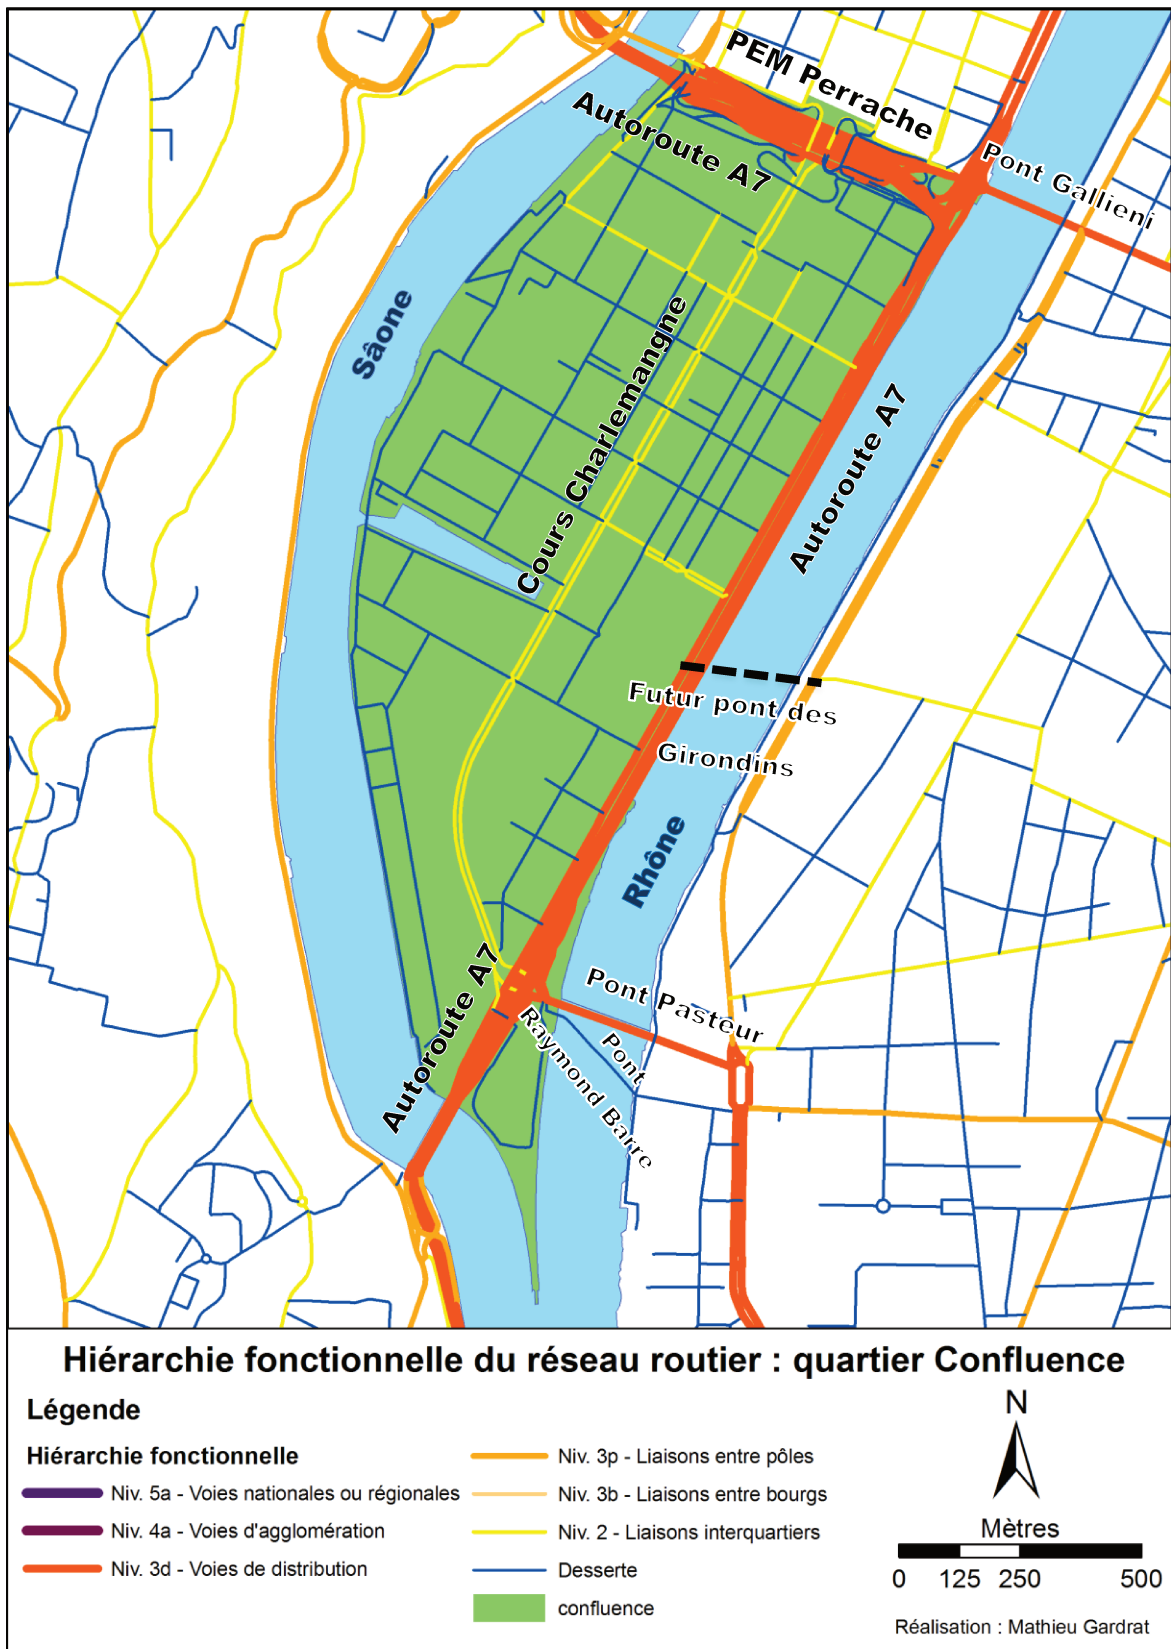 PEM Perrache
Autoroute A7
Pont Gallieni
Sâone
Cours Charlemangne
Autoroute A7
Futur pont des
Girondins
Rhône
Autoroute A7
Pont Pasteur
Pont
Raymond Barre
Hiérarchie fonctionnelle du réseau routier : quartier Confluence
Légende
Hiérarchie fonctionnelle
Niv. 5a - Voies nationales ou régionales
Niv. 4a - Voies d'agglomération
Niv. 3d - Voies de distribution
Niv. 3p - Liaisons entre pôles
Niv. 3b - Liaisons entre bourgs
Niv. 2 - Liaisons interquartiers
Desserte
confluence
N
Mètres
0 125 250 500
Réalisation : Mathieu Gardrat